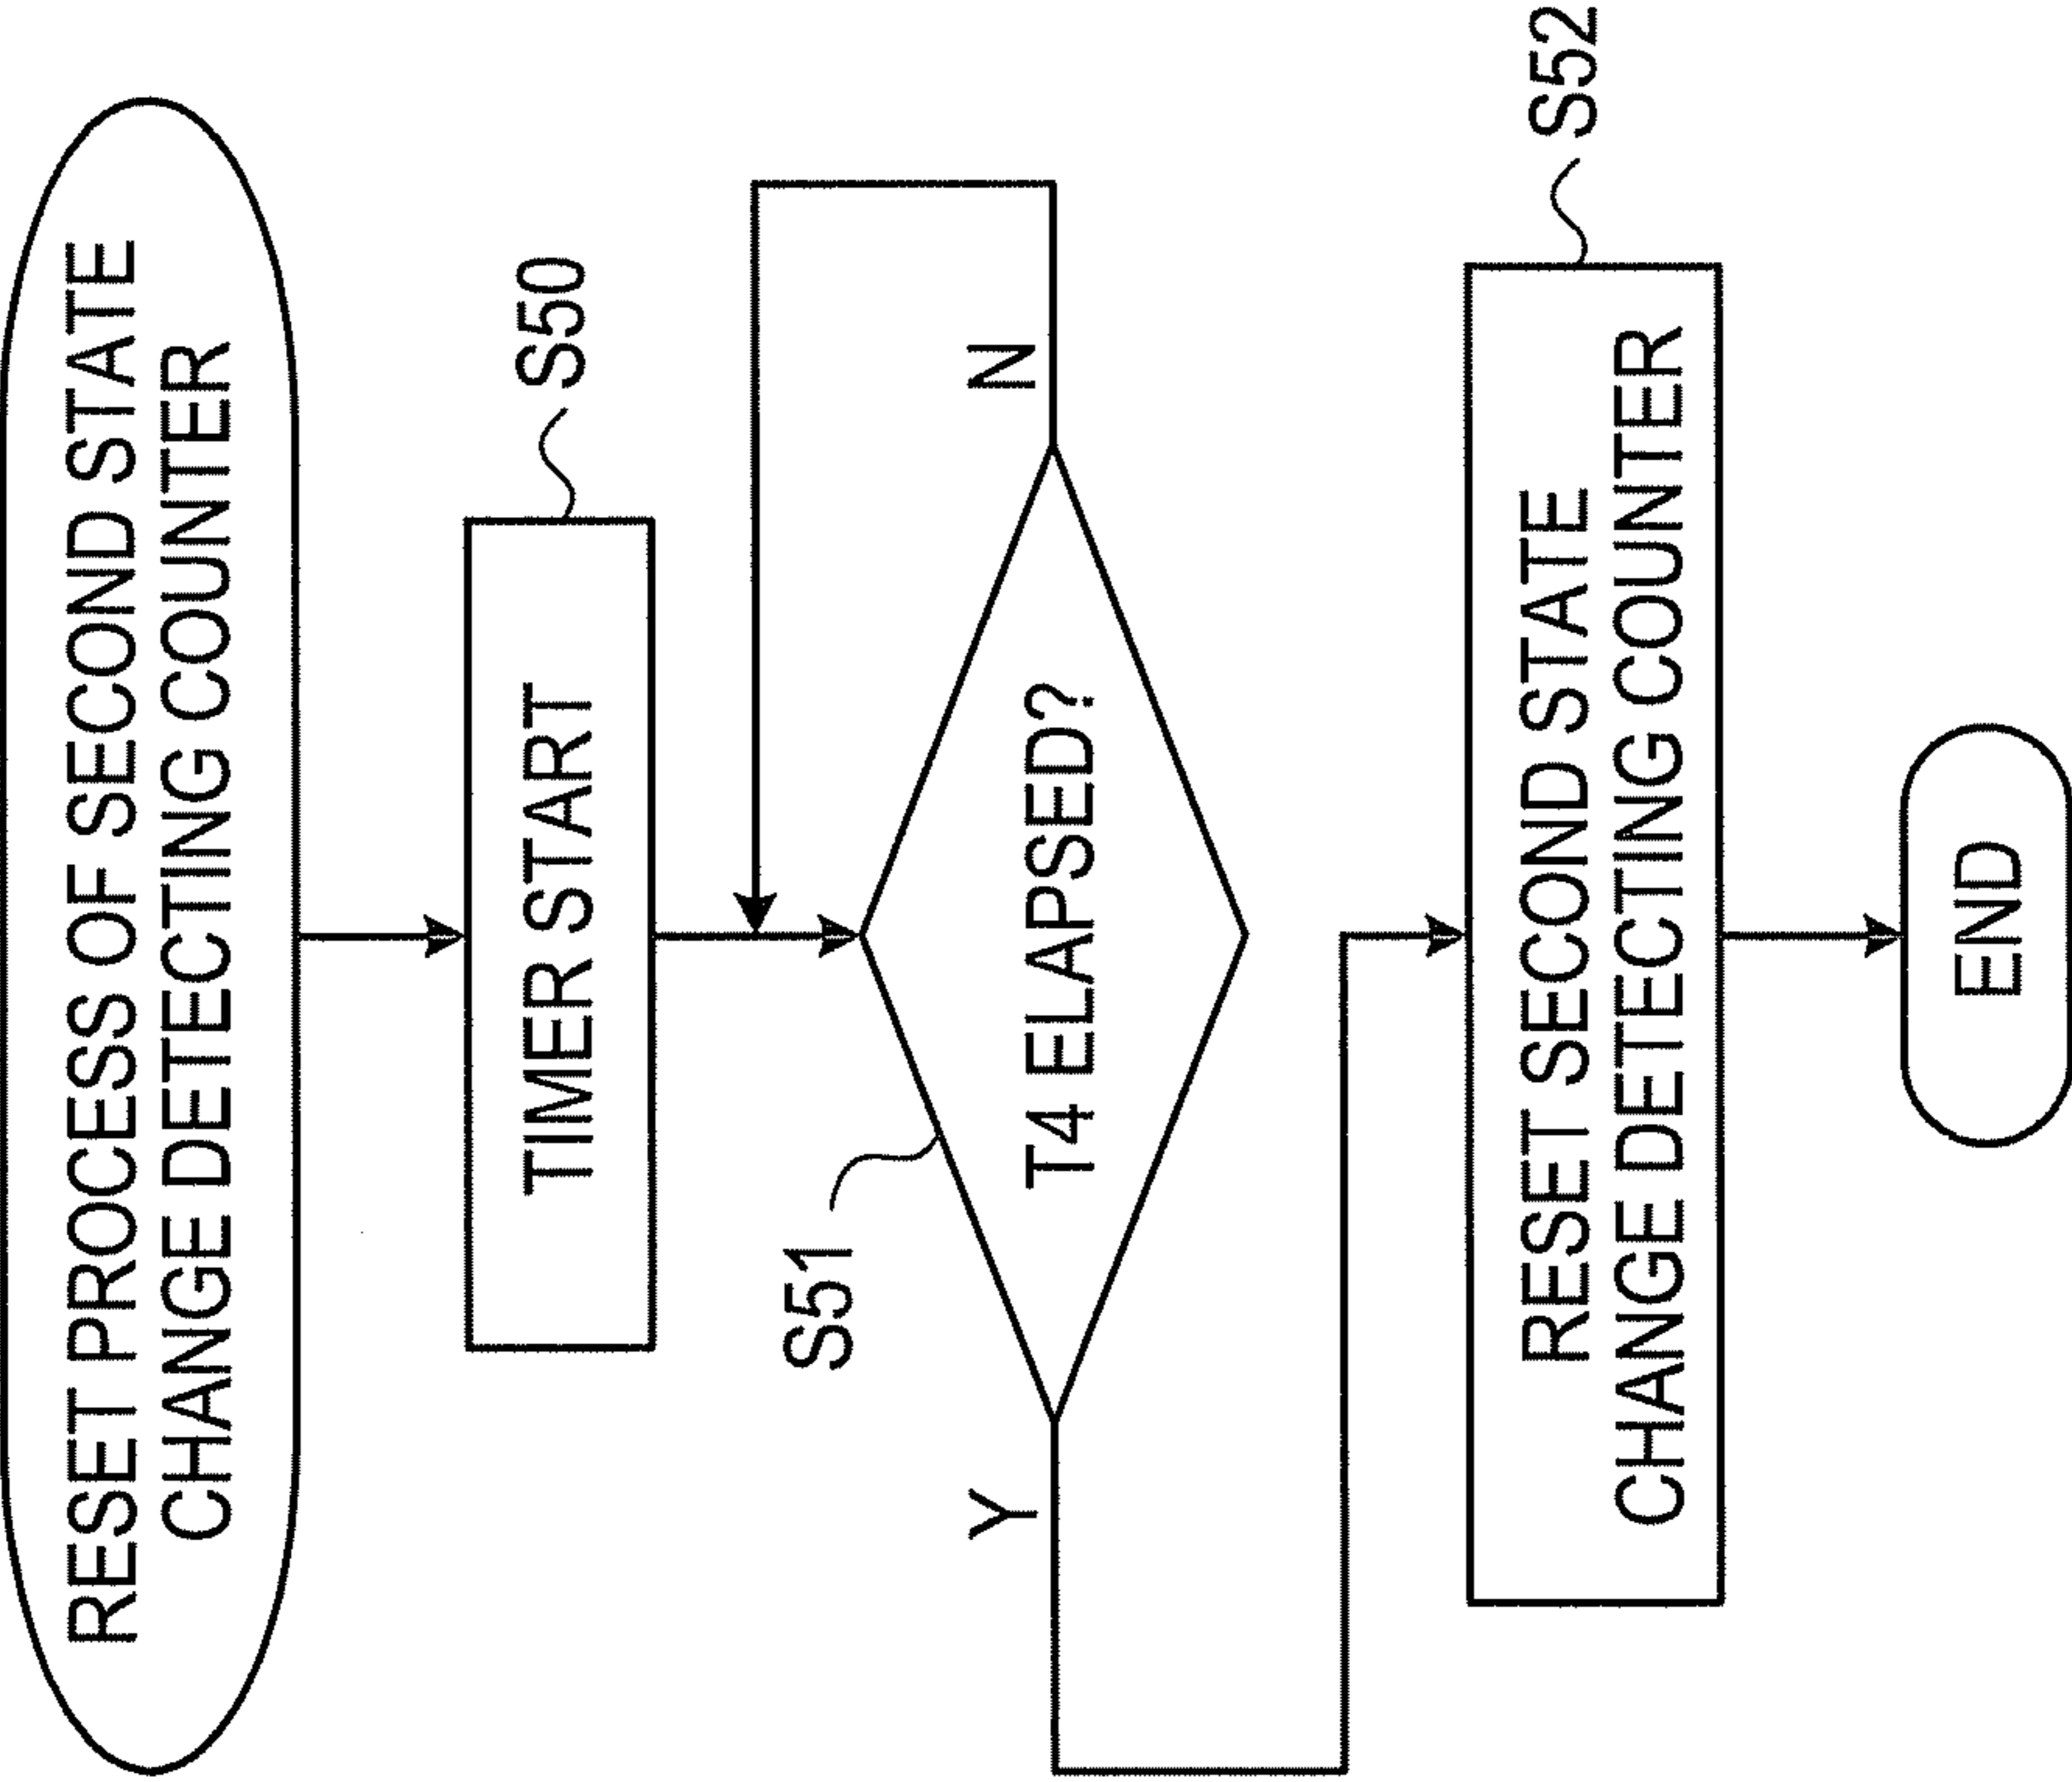 RESET PROCESS OF SECOND STATE
CHANGE DETECTING COUNTER
TIMER START
S50
S51
T4 ELAPSED?
N
Y
RESET SECOND STATE
CHANGE DETECTING COUNTER
S52
END